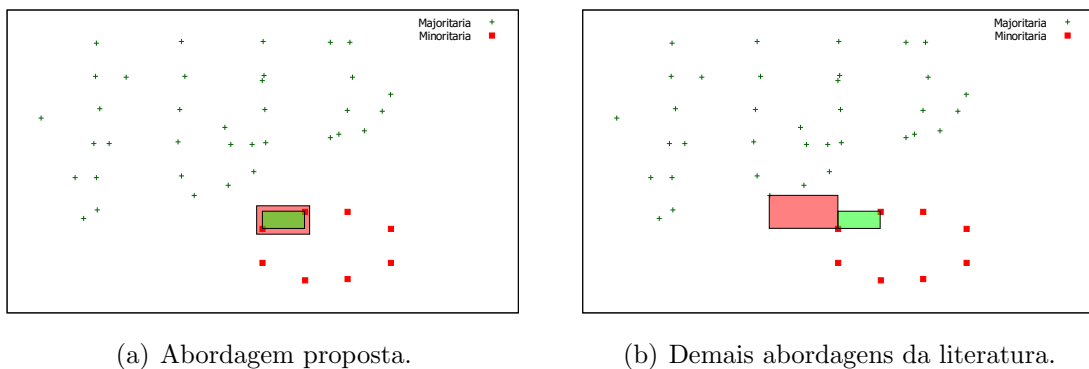 Majoritaria
Minoritaria
Majoritaria
Minoritaria
(a) Abordagem proposta.
(b) Demais abordagens da literatura.